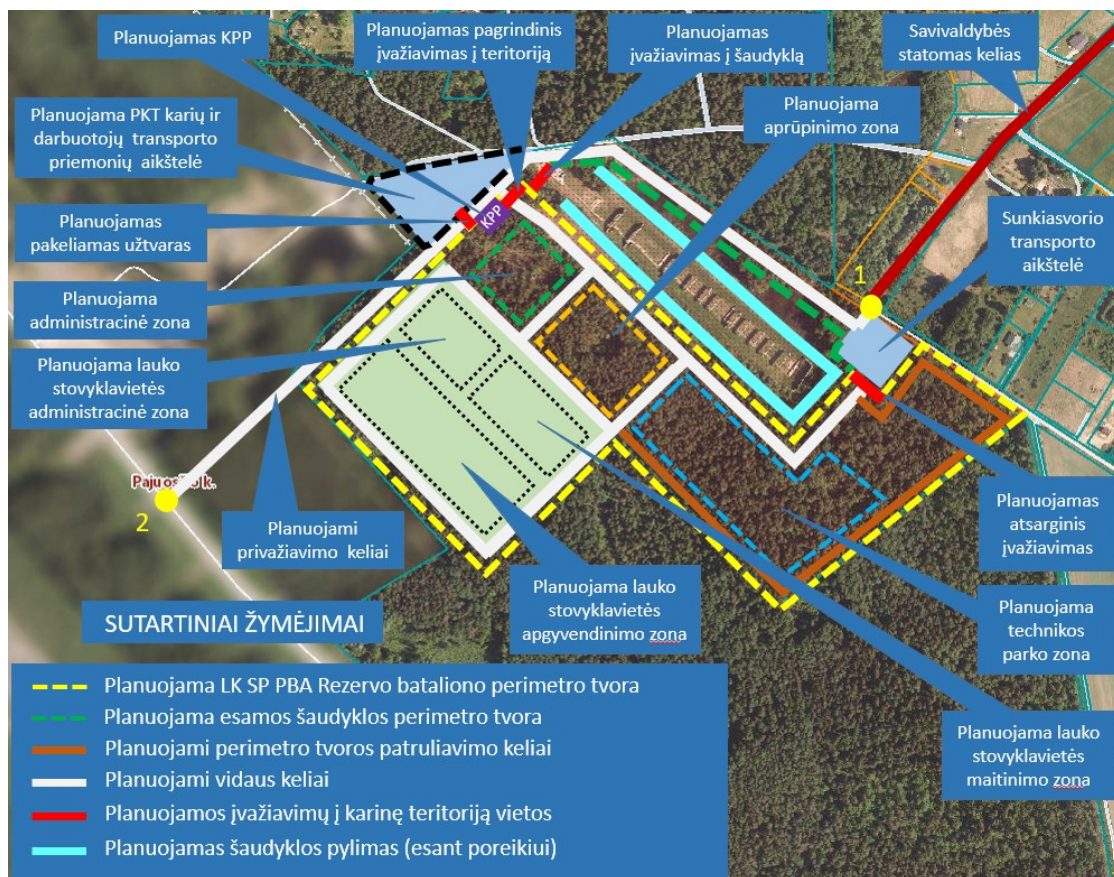 Planuojamas KPP
Planuojamas pagrindinis
įvažiavimas į teritoriją
Planuojamas
įvažiavimas į šaudyklą
Savivaldybės
statomas kelias
Planuojama PKT karių ir
darbuotojų transporto
priemonių aikštelė
Planuojama
aprūpinimo zona
Planuojamas
pakeliamas užtvaras
KPP
Sunkiasvorio
transporto
aikštelė
Planuojama
administracinė zona
1
Planuojama lauko
stovyklavietės
administracinė zona
2
Planuojami
privažiavimo keliai
Planuojamas
atsarginis
įvažiavimas
Planuojama lauko
stovyklavietės
apgyvendinimo zona
Planuojama
technikos
parko zona
Planuojama lauko
stovyklavietės
maitinimo zona
SUTARTINIAI ŽYMĖJIMAI
Planuojama LK SP PBA Rezervo bataliono perimetro tvora
Planuojama esamos šaudyklos perimetro tvora
Planuojami perimetro tvoros patruliavimo keliai
Planuojami vidaus keliai
Planuojamos įvažiavimų į karinę teritoriją vietos
Planuojamas šaudyklos pylimas (esant poreikiui)